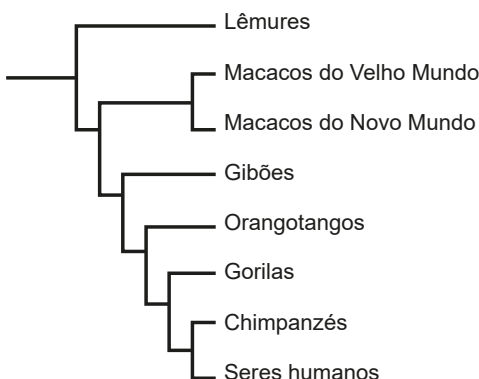 Lêmures
Macacos do Velho Mundo
Macacos do Novo Mundo
Gibões
Orangotangos
Gorilas
Chimpanzés
Seres humanos